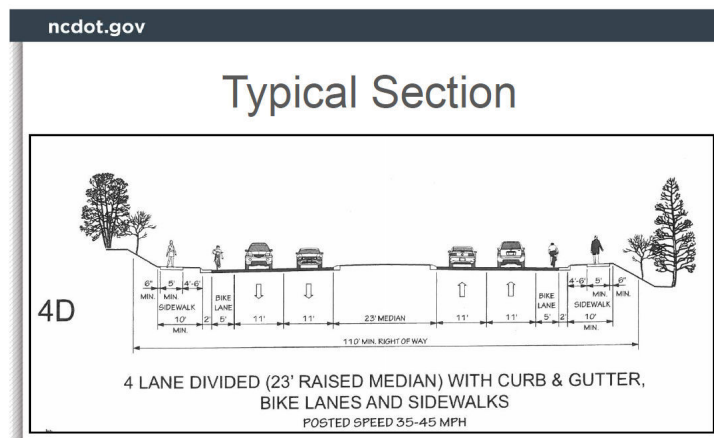 ncdot.gov
Typical Section
4D
6" 5' 4'-6' 4'-6' 5' 6"
MIN. MIN. BIKE BIKE MIN. MIN.
SIDEWALK LANE LANE SIDEWALK
10' 2' 5' 11' 11' 23' MEDIAN 11' 11' 5' 2' 10'
MIN. MIN.
110' MIN. RIGHT OF WAY
4 LANE DIVIDED (23' RAISED MEDIAN) WITH CURB & GUTTER,
BIKE LANES AND SIDEWALKS
POSTED SPEED 35-45 MPH